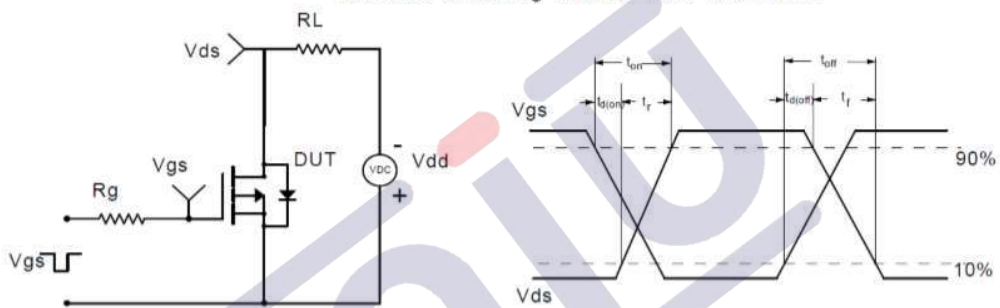 RL
Vds
ton
toff
td(on)
tr
td(off)
tf
Vgs
90%
-
Vgs
DUT
VDC
Vdd
Rg
+
Vgs
10%
Vds